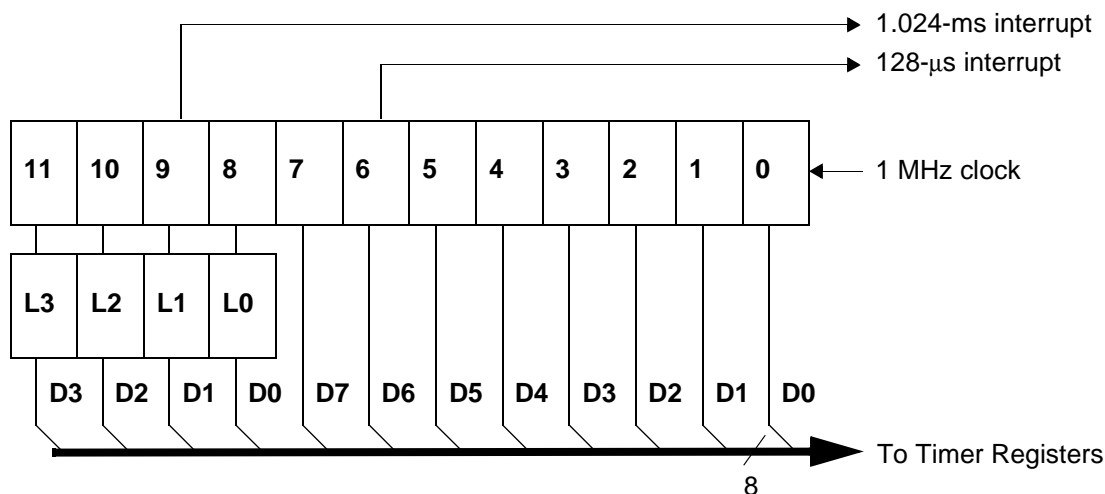 1.024-ms interrupt
128-μs interrupt
11 10 9 8 7 6 5 4 3 2 1 0
1 MHz clock
L3 L2 L1 L0
D3 D2 D1 D0 D7 D6 D5 D4 D3 D2 D1 D0
To Timer Registers
8